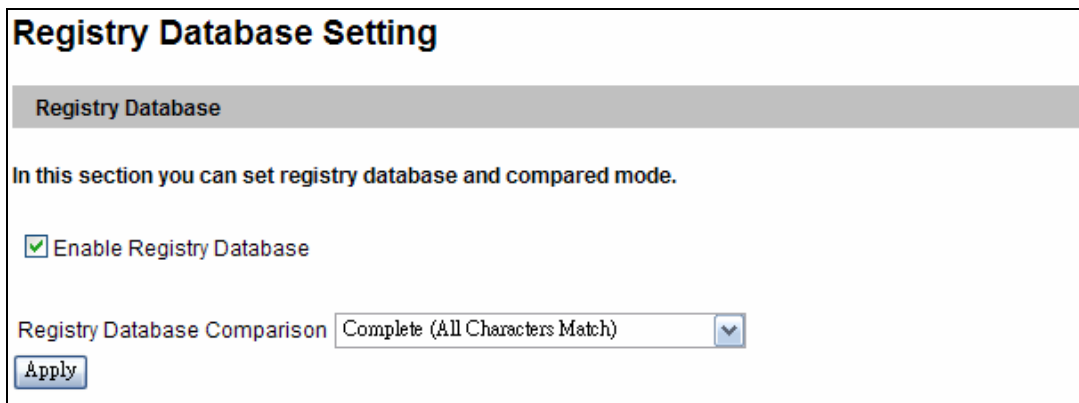 Registry Database Setting
Registry Database
In this section you can set registry database and compared mode.
Enable Registry Database
Registry Database Comparison Complete (All Characters Match)
Apply